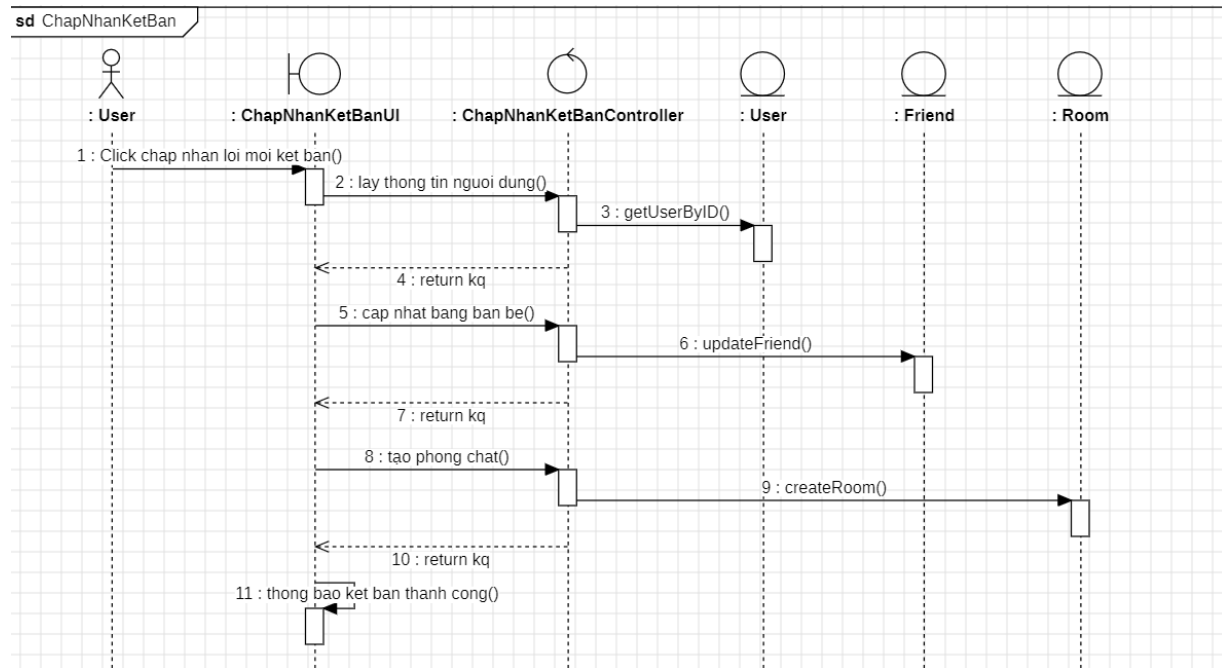 sd ChapNhanKetBan
: User
: ChapNhanKetBanUI
: ChapNhanKetBanController
: User
: Friend
: Room
1 : Click chap nhan loi moi ket ban()
2 : lay thong tin nguoi dung()
3 : getUserByID()
4 : return kq
5 : cap nhat bang ban be()
6 : updateFriend()
7 : return kq
8 : tạo phong chat()
9 : createRoom()
10 : return kq
11 : thong bao ket ban thanh cong()